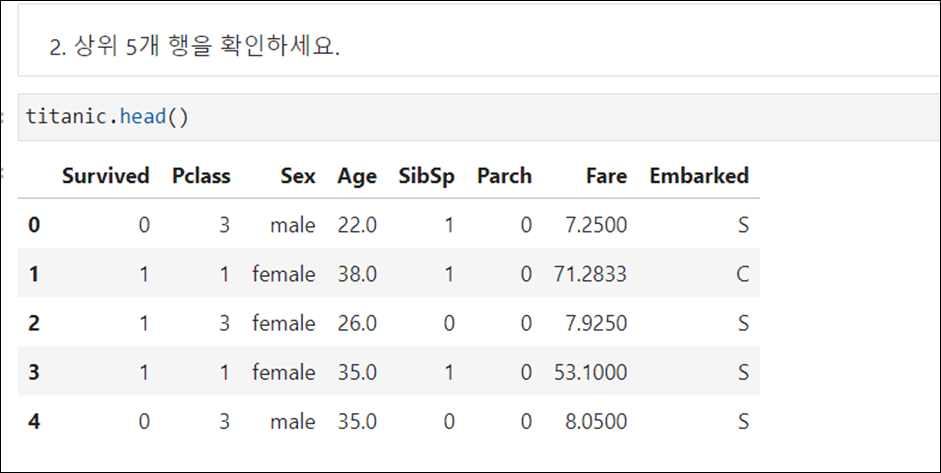 2. 상위 5개 행을 확인하세요.
titanic.head()
Survived Pclass Sex Age SibSp Parch Fare Embarked
0 0 3 male 22.0 1 0 7.2500 S
1 1 1 female 38.0 1 0 71.2833 C
2 1 3 female 26.0 0 0 7.9250 S
3 1 1 female 35.0 1 0 53.1000 S
4 0 3 male 35.0 0 0 8.0500 S